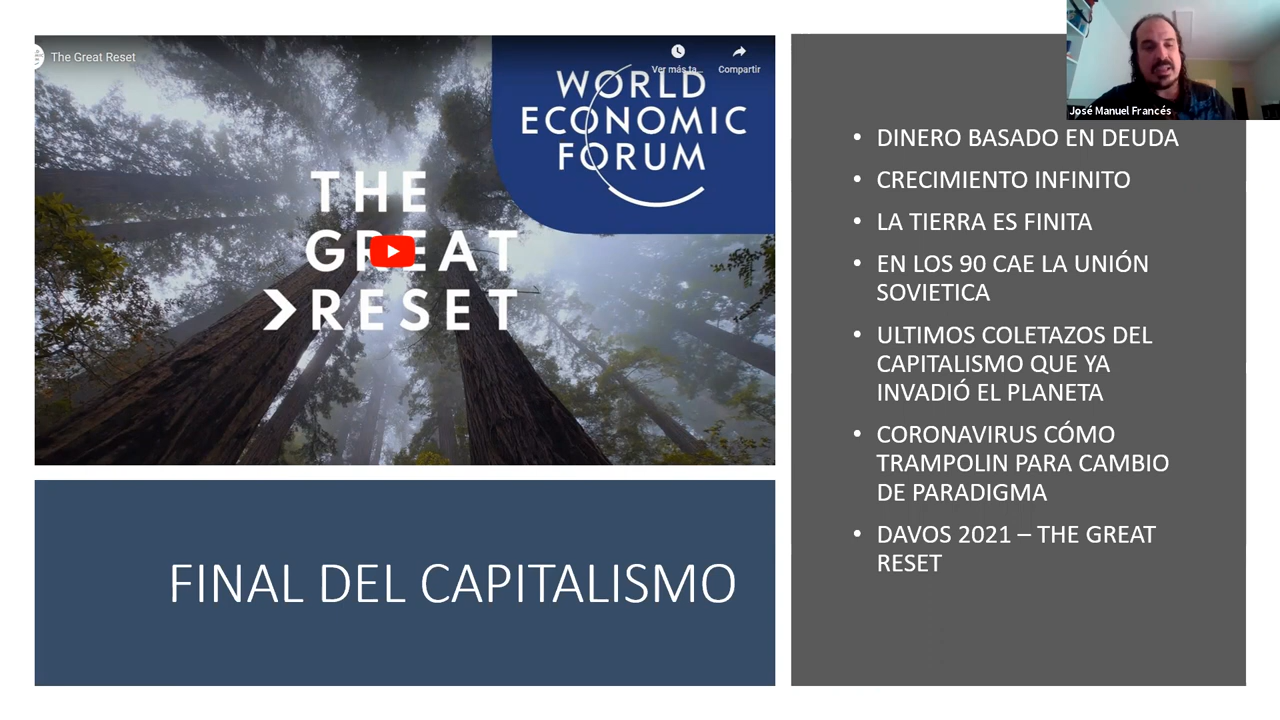 The Great Reset
Ver más ta...
Compartir
WORLD
ECONOMIC
FORUM
THE
GREAT
RESET
FINAL DEL CAPITALISMO
José Manuel Francés
• DINERO BASADO EN DEUDA
• CRECIMIENTO INFINITO
• LA TIERRA ES FINITA
• EN LOS 90 CAE LA UNIÓN
SOVIETICA
• ULTIMOS COLETAZOS DEL
CAPITALISMO QUE YA
INVADIÓ EL PLANETA
• CORONAVIRUS CÓMO
TRAMPOLIN PARA CAMBIO
DE PARADIGMA
• DAVOS 2021 – THE GREAT
RESET